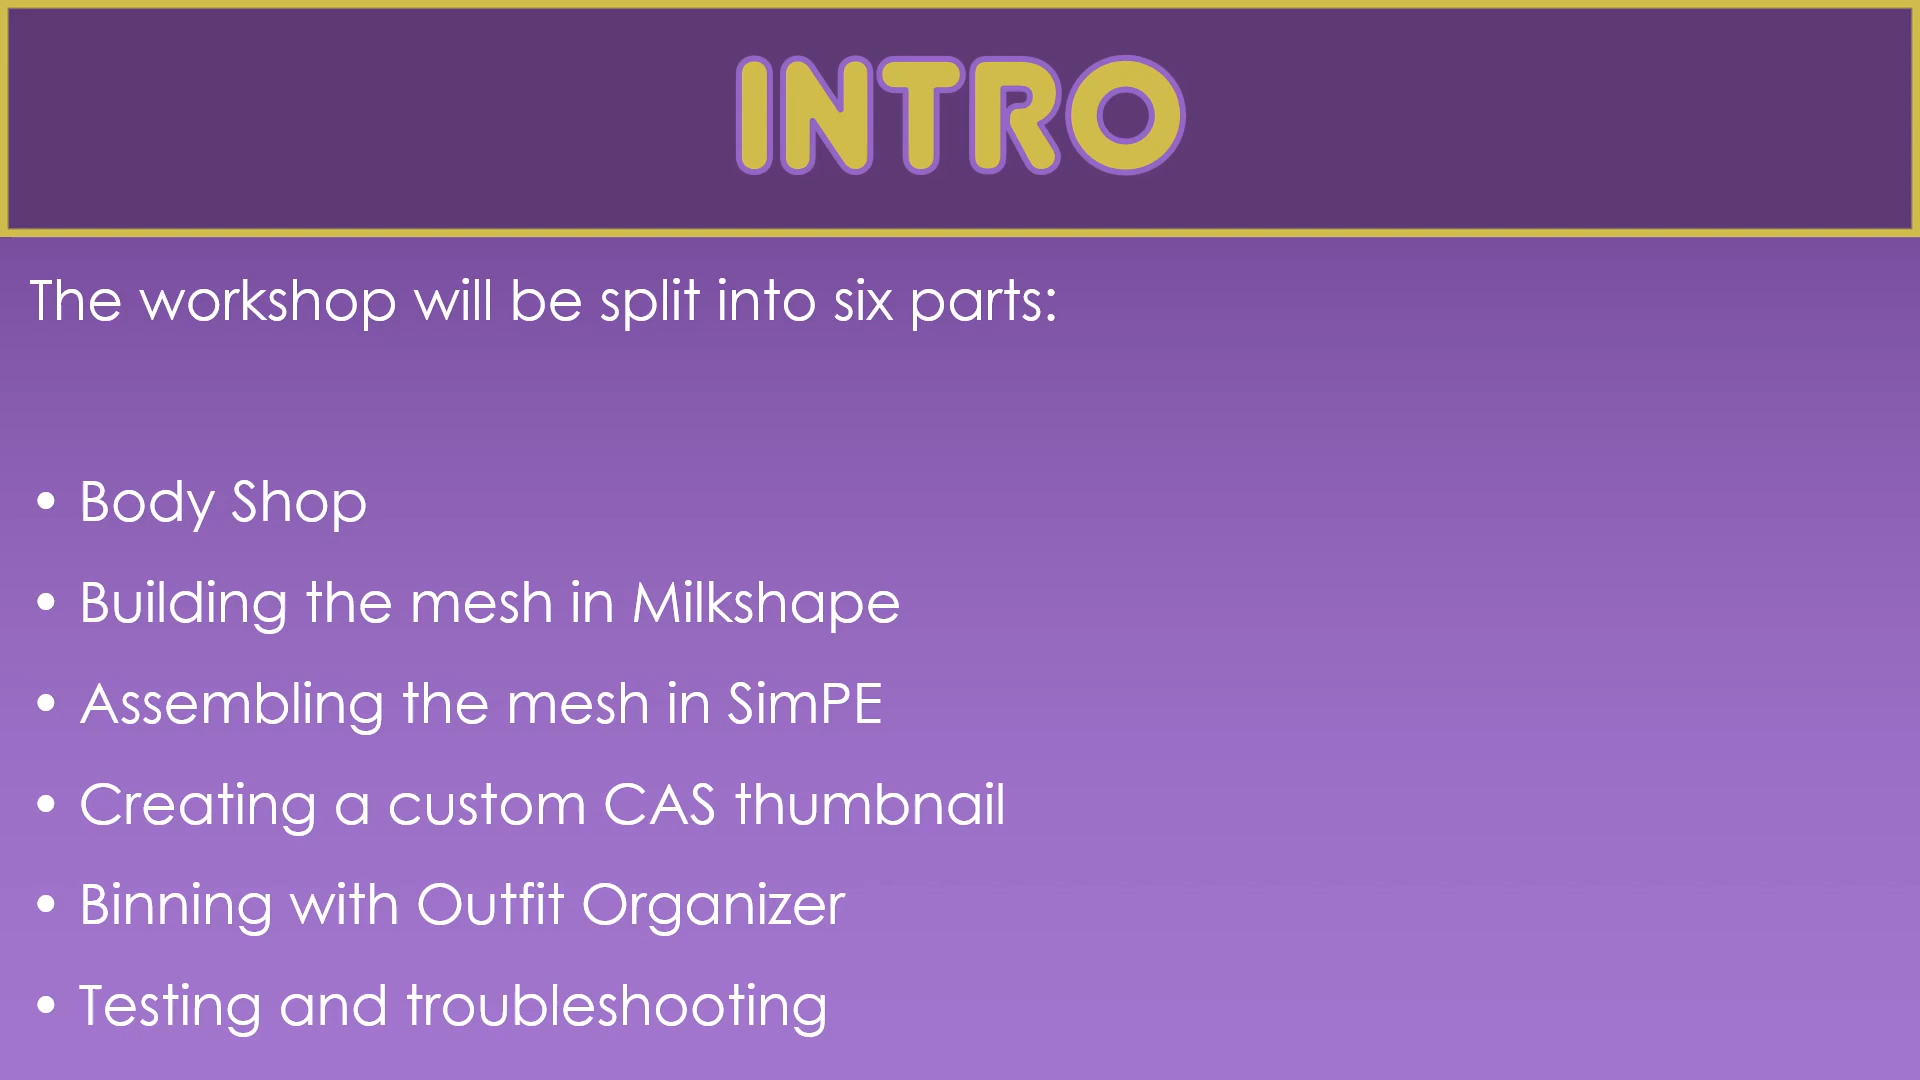 INTRO
The workshop will be split into six parts:
• Body Shop
• Building the mesh in Milkshape
• Assembling the mesh in SimPE
• Creating a custom CAS thumbnail
• Binning with Outfit Organizer
• Testing and troubleshooting